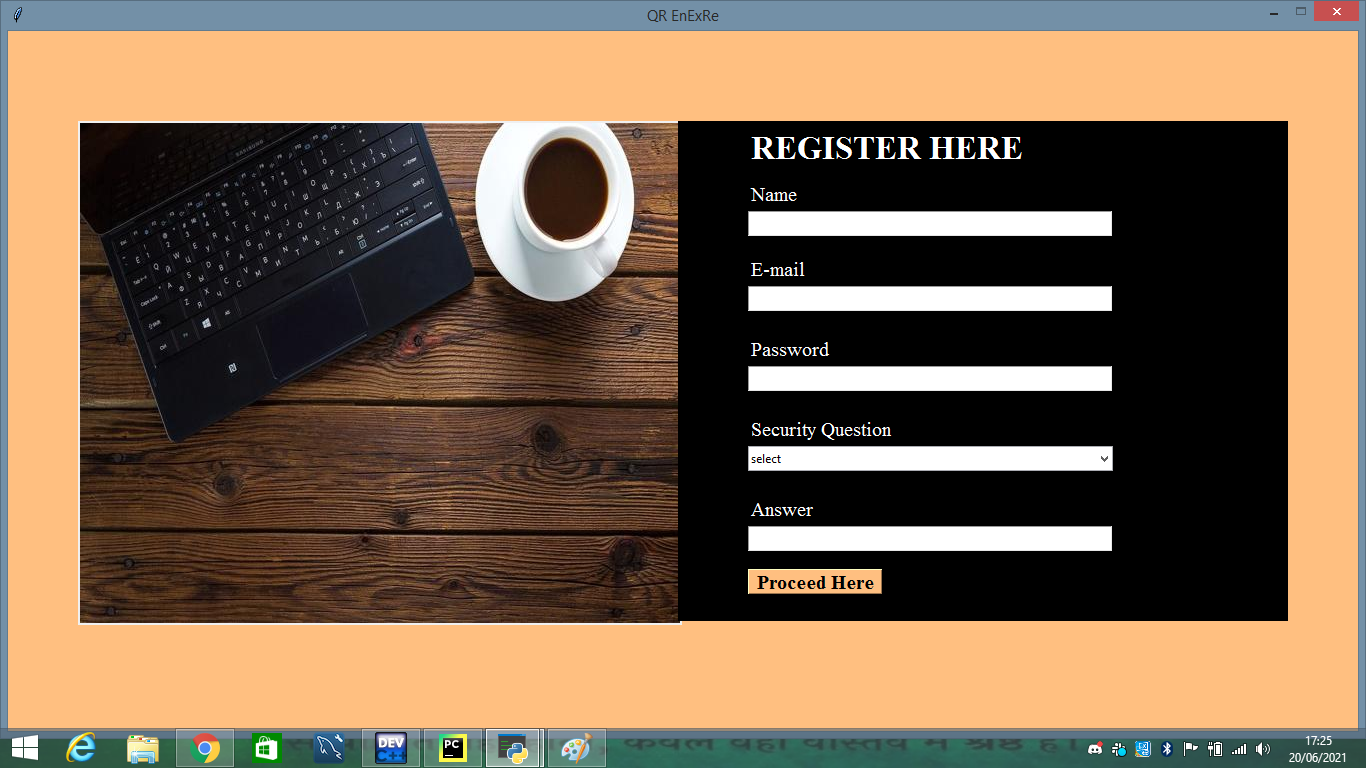 QR EnExRe
SAMSUNG
REGISTER HERE
Name
E-mail
Password
Security Question
select
Answer
Proceed Here
DEV
C++
PC
17:25
20/06/2021